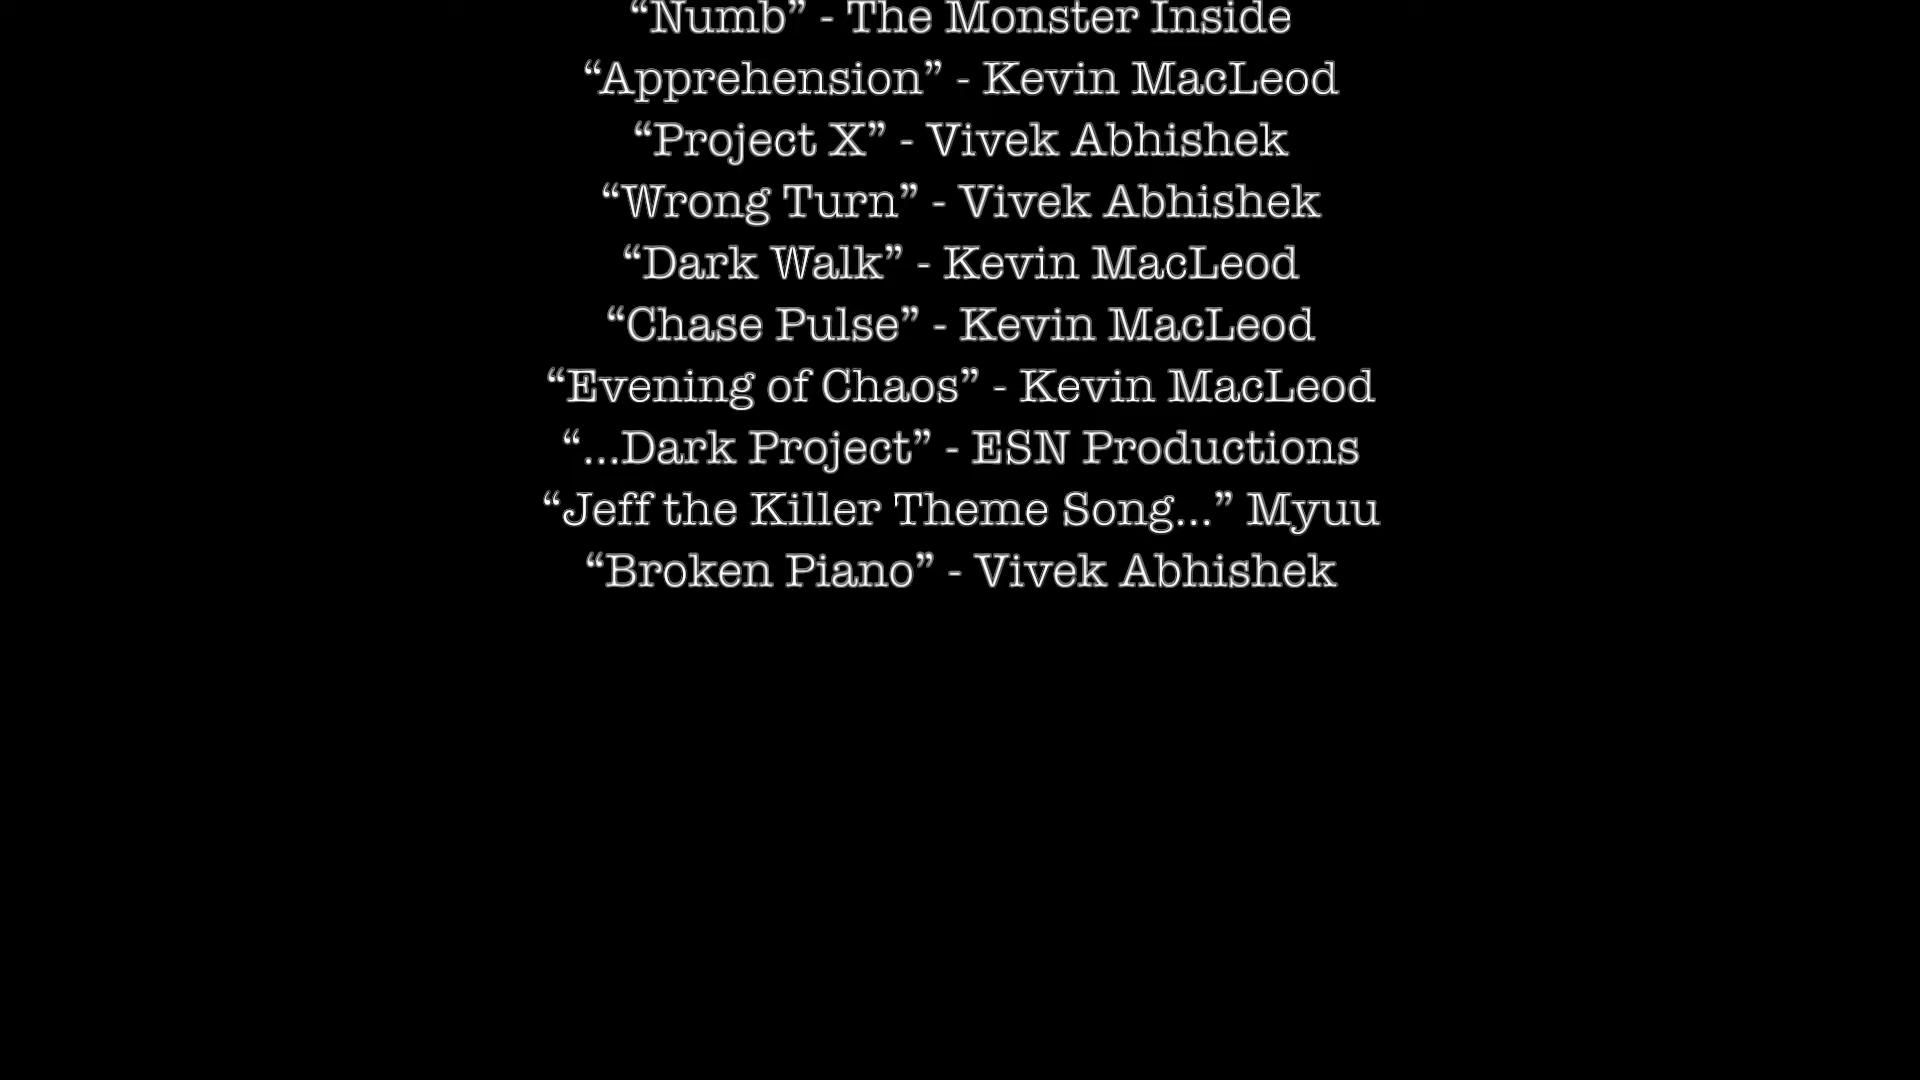 “Numb” - The Monster Inside
“Apprehension” - Kevin MacLeod
“Project X” - Vivek Abhishek
“Wrong Turn” - Vivek Abhishek
“Dark Walk” - Kevin MacLeod
“Chase Pulse” - Kevin MacLeod
“Evening of Chaos” - Kevin MacLeod
“...Dark Project” - ESN Productions
“Jeff the Killer Theme Song...” Myuu
“Broken Piano” - Vivek Abhishek